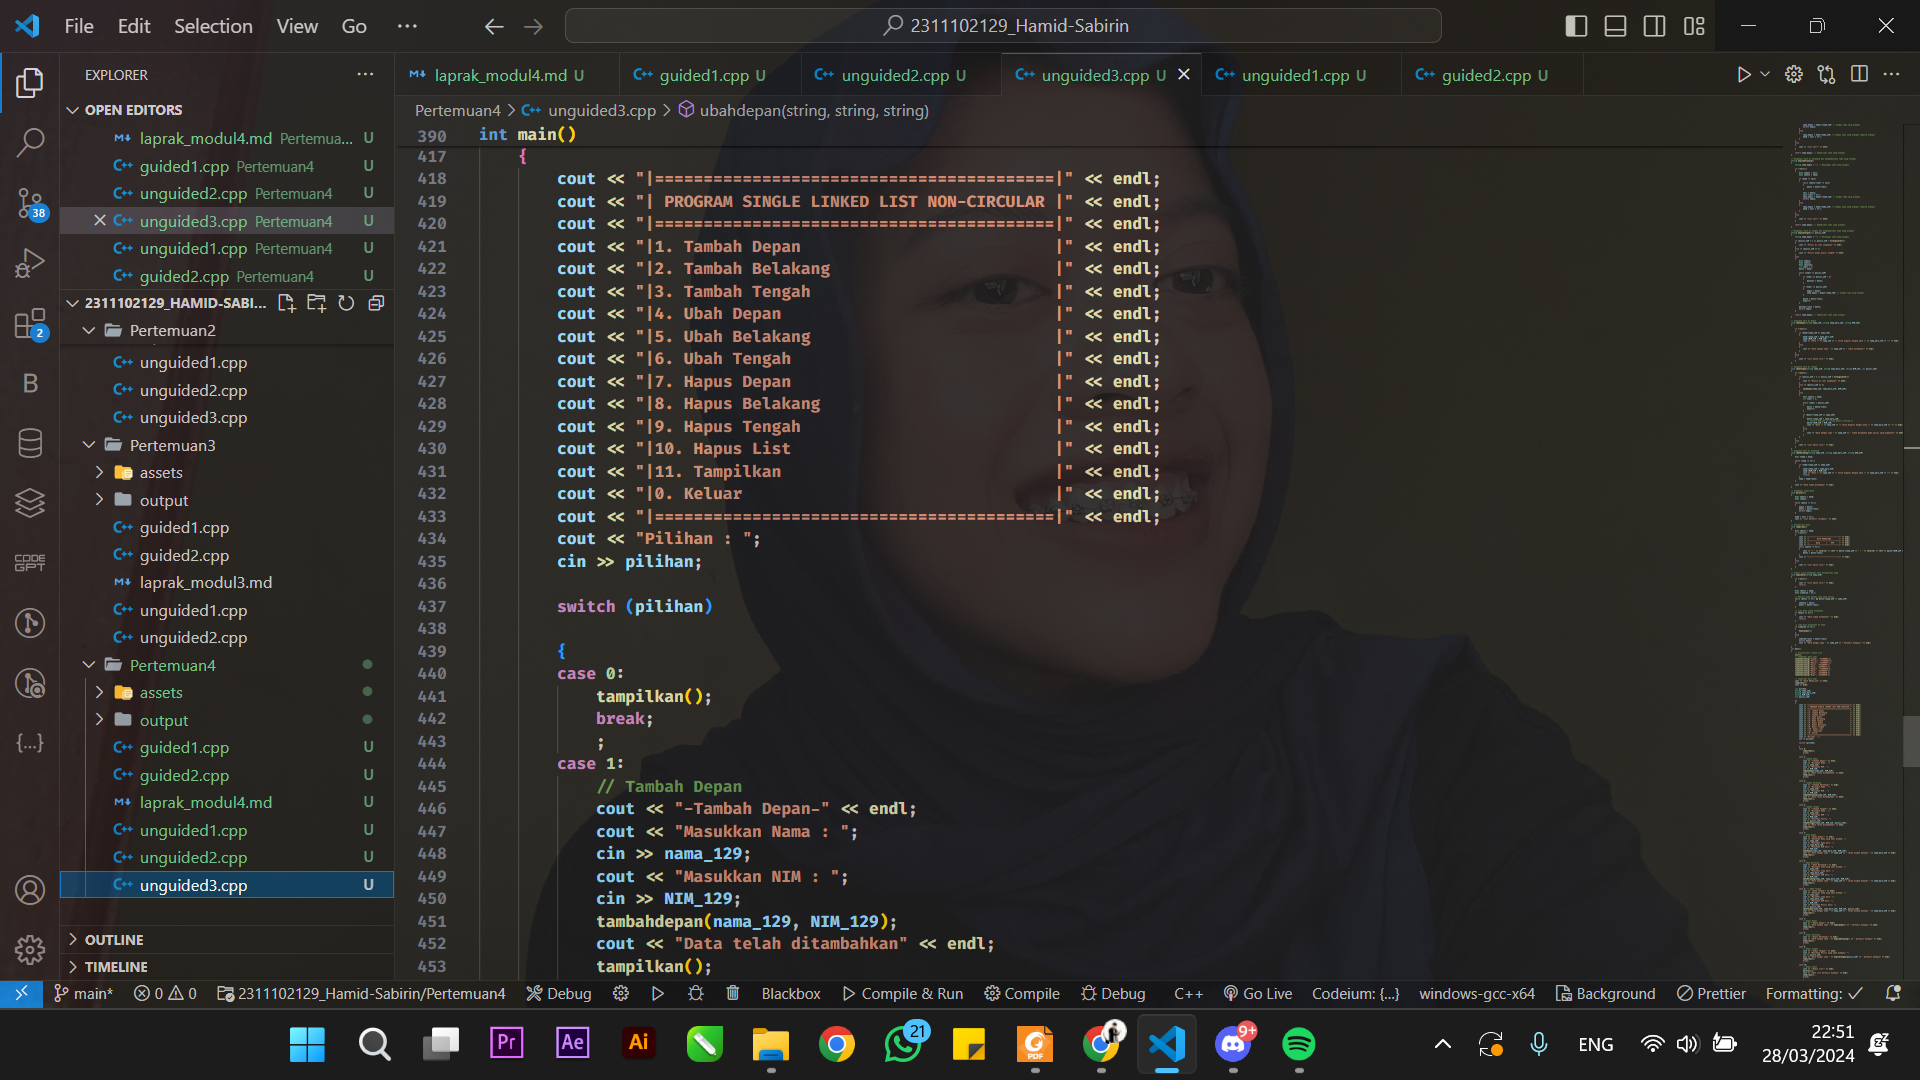 File Edit Selection View Go ···
2311102129_Hamid-Sabirin
EXPLORER
OPEN EDITORS
laprak_modul4.md Pertemua... U
guided1.cpp Pertemuan4 U
guided2.cpp Pertemuan4 U
unguided3.cpp Pertemuan4 U
unguided1.cpp Pertemuan4 U
guided2.cpp Pertemuan4 U
2311102129_HAMID-SABI...
Pertemuan2
unguided1.cpp
unguided2.cpp
unguided3.cpp
Pertemuan3
assets
output
guided1.cpp
guided2.cpp
laprak_modul3.md
unguided1.cpp
unguided2.cpp
Pertemuan4
assets
output
guided1.cpp U
guided2.cpp U
laprak_modul4.md U
unguided1.cpp U
unguided2.cpp U
unguided3.cpp U
OUTLINE
TIMELINE
38
2
B
CODE
GPT
laprak_modul4.md U
guided1.cpp U
unguided2.cpp U
unguided3.cpp U
unguided1.cpp U
guided2.cpp U
Pertemuan4 > unguided3.cpp > ubahdepan(string, string, string)
390 int main()
417 {
418 cout << "|=========================================|" << endl;
419 cout << "| PROGRAM SINGLE LINKED LIST NON-CIRCULAR |" << endl;
420 cout << "|=========================================|" << endl;
421 cout << "|1. Tambah Depan                          |" << endl;
422 cout << "|2. Tambah Belakang                       |" << endl;
423 cout << "|3. Tambah Tengah                         |" << endl;
424 cout << "|4. Ubah Depan                            |" << endl;
425 cout << "|5. Ubah Belakang                         |" << endl;
426 cout << "|6. Ubah Tengah                           |" << endl;
427 cout << "|7. Hapus Depan                           |" << endl;
428 cout << "|8. Hapus Belakang                        |" << endl;
429 cout << "|9. Hapus Tengah                          |" << endl;
430 cout << "|10. Hapus List                           |" << endl;
431 cout << "|11. Tampilkan                            |" << endl;
432 cout << "|0. Keluar                                |" << endl;
433 cout << "|=========================================|" << endl;
434 cout << "Pilihan : ";
435 cin >> pilihan;
436
437 switch (pilihan)
438
439 {
440 case 0:
441 tampilkan();
442 break;
443 ;
444 case 1:
445 // Tambah Depan
446 cout << "-Tambah Depan-" << endl;
447 cout << "Masukkan Nama : ";
448 cin >> nama_129;
449 cout << "Masukkan NIM : ";
450 cin >> NIM_129;
451 tambahdepan(nama_129, NIM_129);
452 cout << "Data telah ditambahkan" << endl;
453 tampilkan();
main* 0 0 2311102129_Hamid-Sabirin/Pertemuan4 Debug Blackbox Compile & Run Compile Debug C++ Go Live Codeium: {...} windows-gcc-x64 Background Prettier Formatting: ✓
Pr Ae Ai 21 PDF 9+ ENG 22:51
28/03/2024